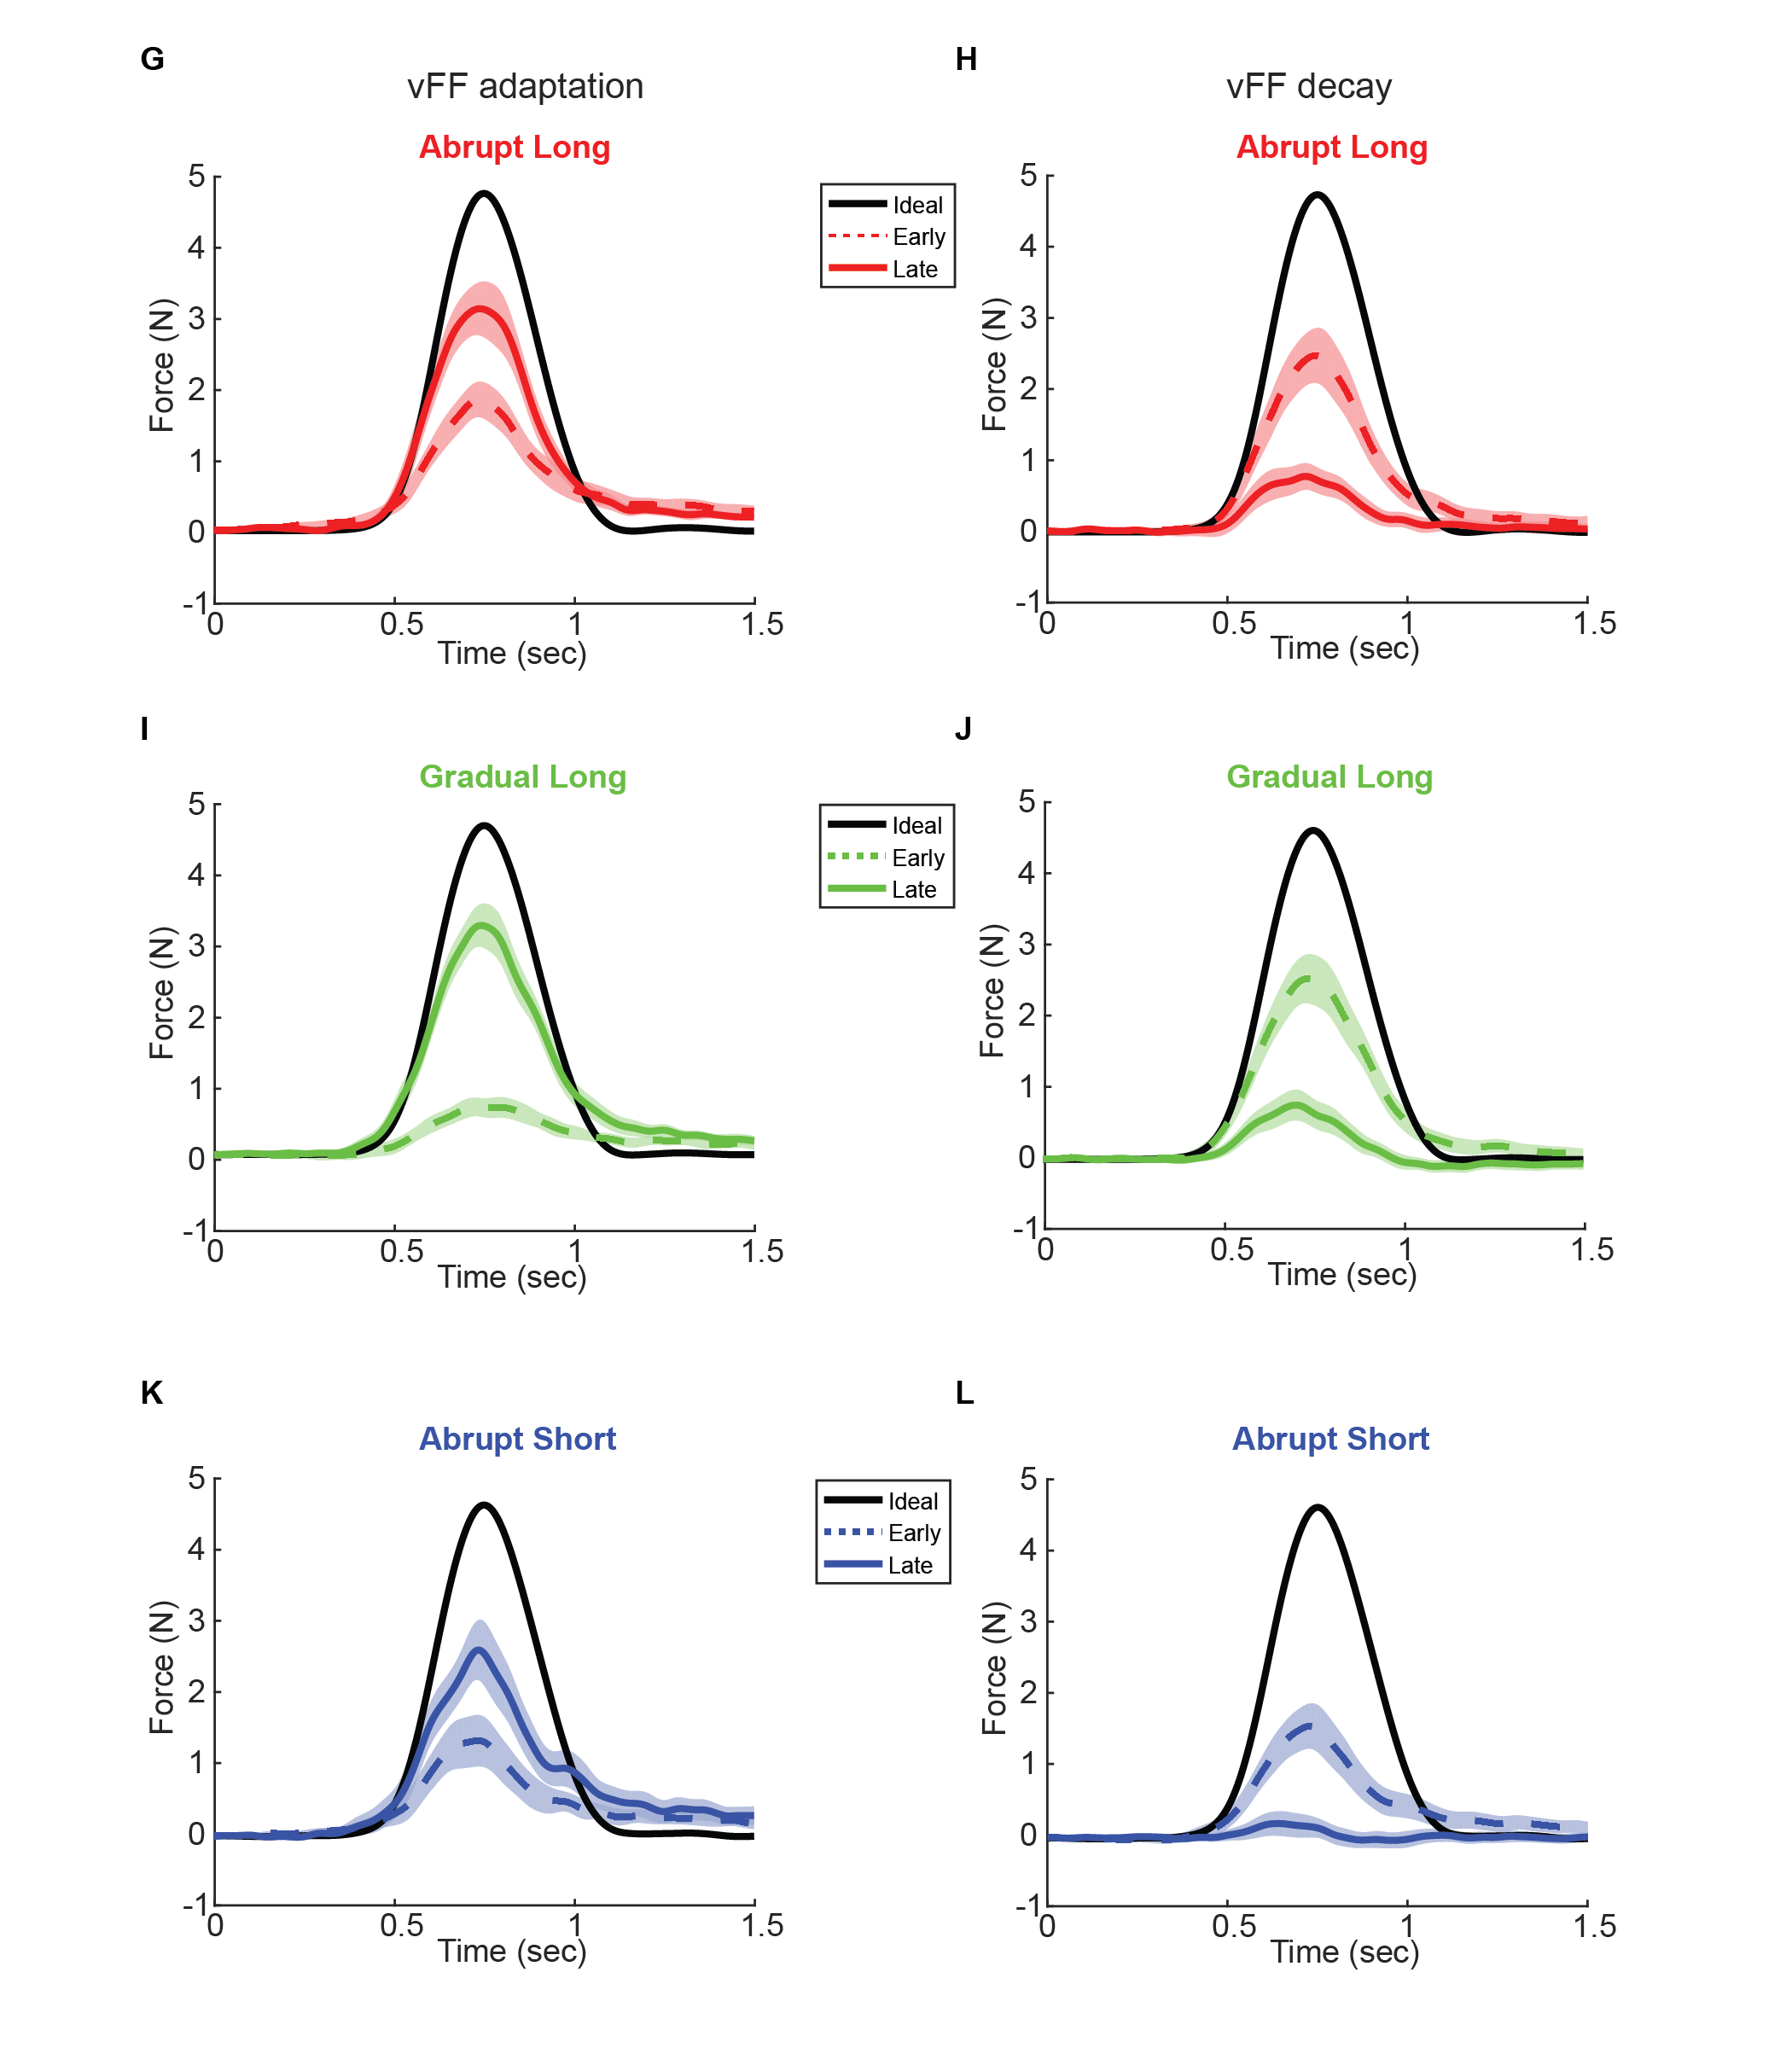 G
vFF adaptation
Abrupt Long
5
4
3
2
1
0
-1
Force (N)
0 0.5 1 1.5
Time (sec)
Ideal
Early
Late
H
vFF decay
Abrupt Long
5
4
3
2
1
0
-1
Force (N)
0 0.5 1 1.5
Time (sec)
I
Gradual Long
5
4
3
2
1
0
-1
Force (N)
0 0.5 1 1.5
Time (sec)
Ideal
Early
Late
J
Gradual Long
5
4
3
2
1
0
-1
Force (N)
0 0.5 1 1.5
Time (sec)
K
Abrupt Short
5
4
3
2
1
0
-1
Force (N)
0 0.5 1 1.5
Time (sec)
Ideal
Early
Late
L
Abrupt Short
5
4
3
2
1
0
-1
Force (N)
0 0.5 1 1.5
Time (sec)